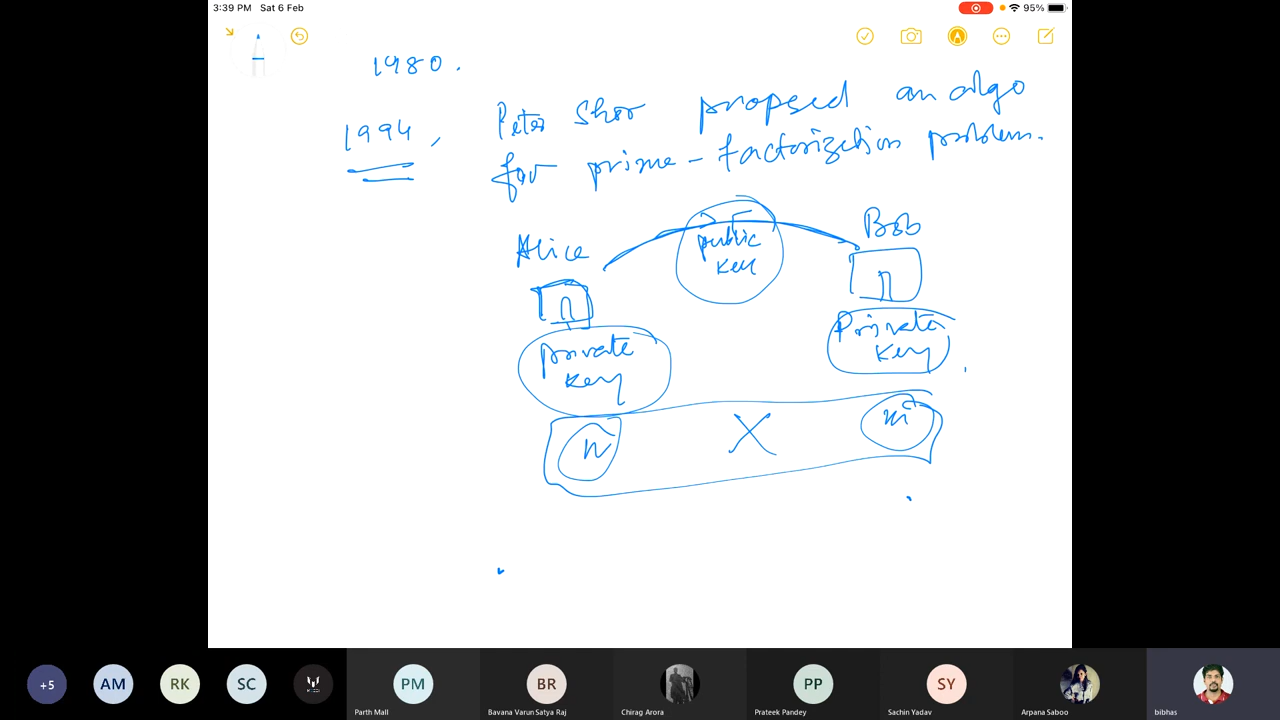 3:39 PM Sat 6 Feb
95%
1980.
1994, Peter Shor proposed an algo
for prime-factorization problem.
Alice
public
key
Bob
n
n
private
key
Private
key
n
X
+5
AM
RK
SC
PM
BR
PP
SY
Parth Mall
Bavana Varun Satya Raj
Chirag Arora
Prateek Pandey
Sachin Yadav
Arpana Saboo
bibhas